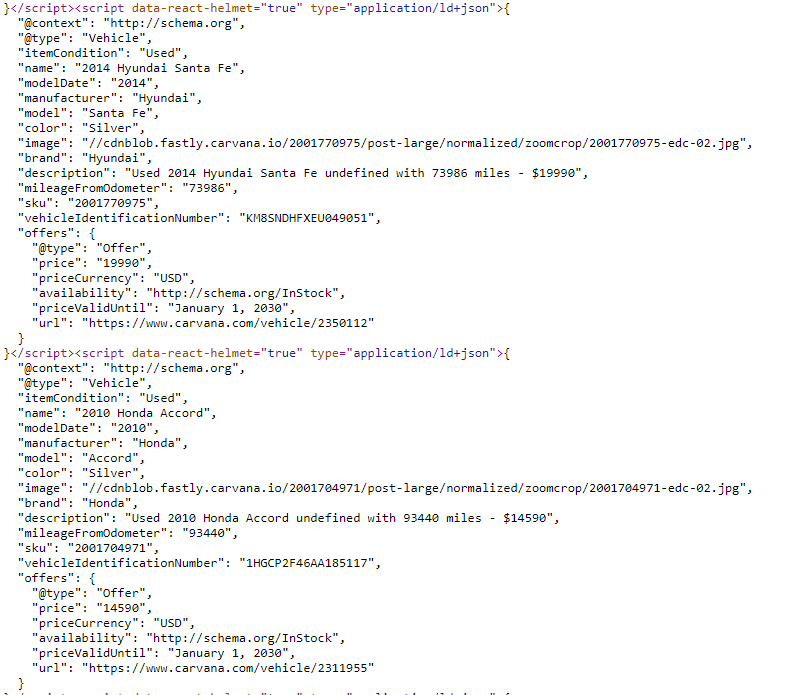 }</script><script data-react-helmet="true" type="application/ld+json">{
"@context": "http://schema.org",
"@type": "Vehicle",
"itemCondition": "Used",
"name": "2014 Hyundai Santa Fe",
"modelDate": "2014",
"manufacturer": "Hyundai",
"model": "Santa Fe",
"color": "Silver",
"image": "//cdnblob.fastly.carvana.io/2001770975/post-large/normalized/zoomcrop/2001770975-edc-02.jpg",
"brand": "Hyundai",
"description": "Used 2014 Hyundai Santa Fe undefined with 73986 miles - $19990",
"mileageFromOdometer": "73986",
"sku": "2001770975",
"vehicleIdentificationNumber": "KM8SNDHFXEU049051",
"offers": {
"@type": "Offer",
"price": "19990",
"priceCurrency": "USD",
"availability": "http://schema.org/InStock",
"priceValidUntil": "January 1, 2030",
"url": "https://www.carvana.com/vehicle/2350112"
}
}</script><script data-react-helmet="true" type="application/ld+json">{
"@context": "http://schema.org",
"@type": "Vehicle",
"itemCondition": "Used",
"name": "2010 Honda Accord",
"modelDate": "2010",
"manufacturer": "Honda",
"model": "Accord",
"color": "Silver",
"image": "//cdnblob.fastly.carvana.io/2001704971/post-large/normalized/zoomcrop/2001704971-edc-02.jpg",
"brand": "Honda",
"description": "Used 2010 Honda Accord undefined with 93440 miles - $14590",
"mileageFromOdometer": "93440",
"sku": "2001704971",
"vehicleIdentificationNumber": "1HGCP2F46AA185117",
"offers": {
"@type": "Offer",
"price": "14590",
"priceCurrency": "USD",
"availability": "http://schema.org/InStock",
"priceValidUntil": "January 1, 2030",
"url": "https://www.carvana.com/vehicle/2311955"
}